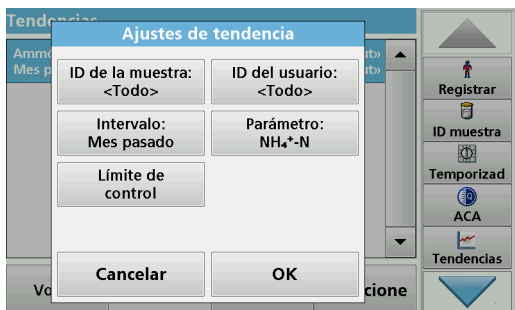 Tendencias
Ajustes de tendencia
ID de la muestra:
<Todo>
ID del usuario:
<Todo>
Intervalo:
Mes pasado
Parámetro:
NH₄⁺-N
Límite de
control
Cancelar
OK
Registrar
ID muestra
Temporizad
ACA
Tendencias